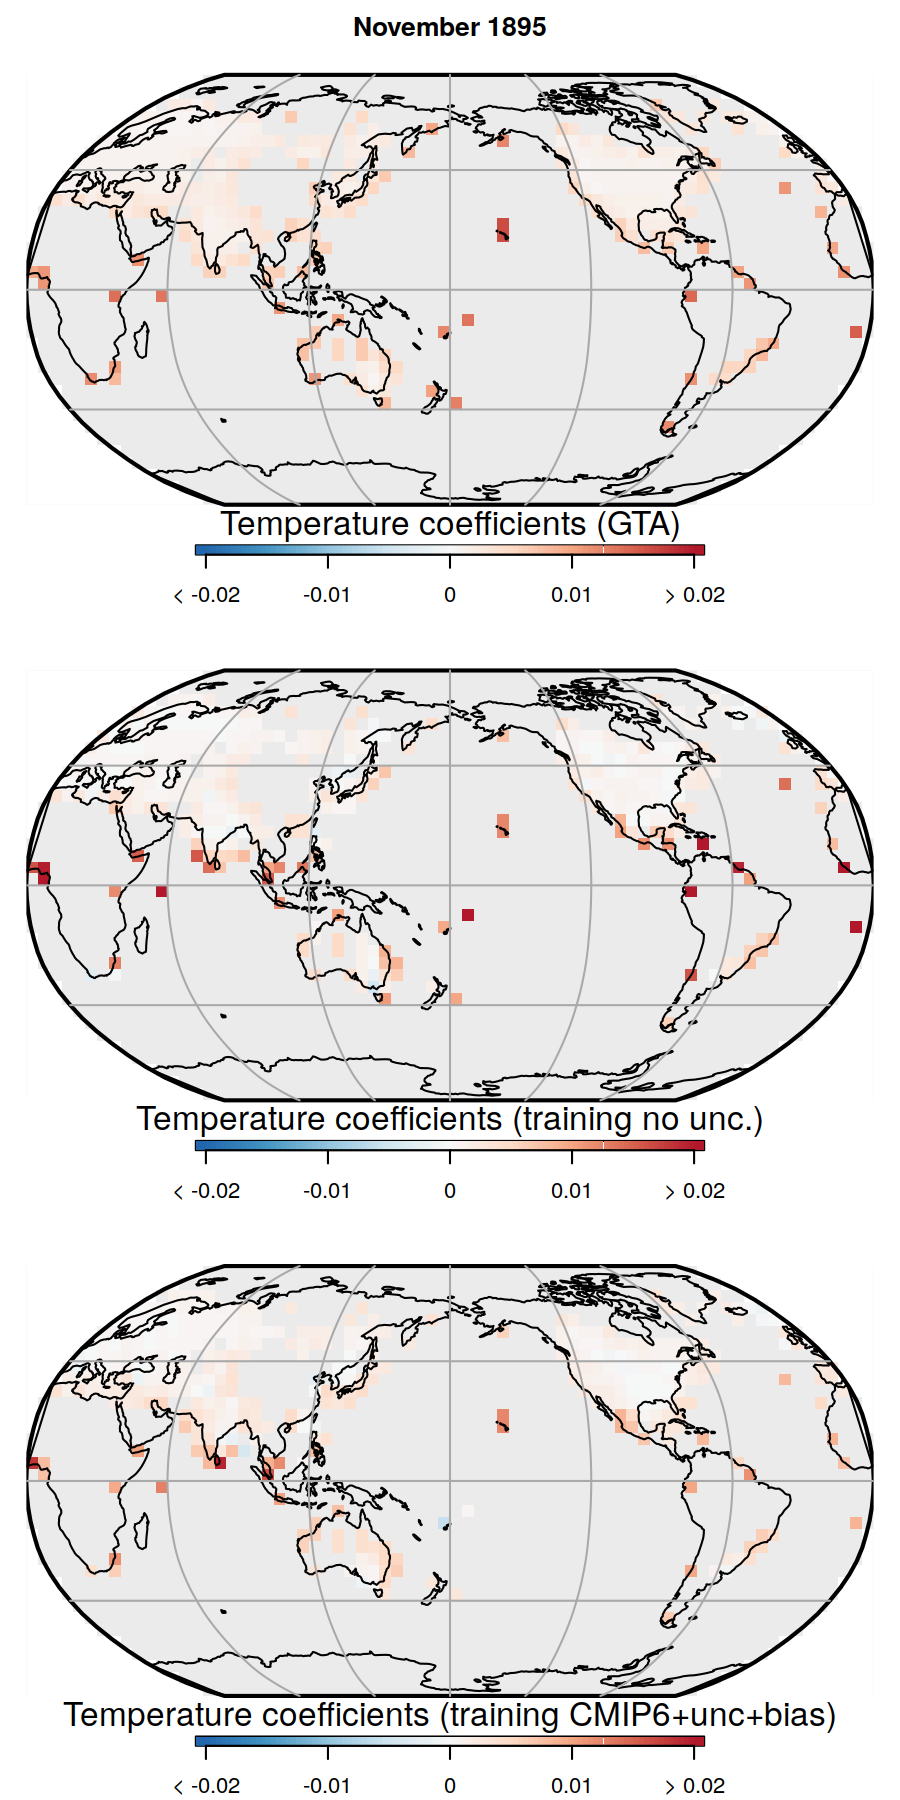 November 1895
Temperature coefficients (GTA)
< -0.02 -0.01 0 0.01 > 0.02
Temperature coefficients (training no unc.)
< -0.02 -0.01 0 0.01 > 0.02
Temperature coefficients (training CMIP6+unc+bias)
< -0.02 -0.01 0 0.01 > 0.02